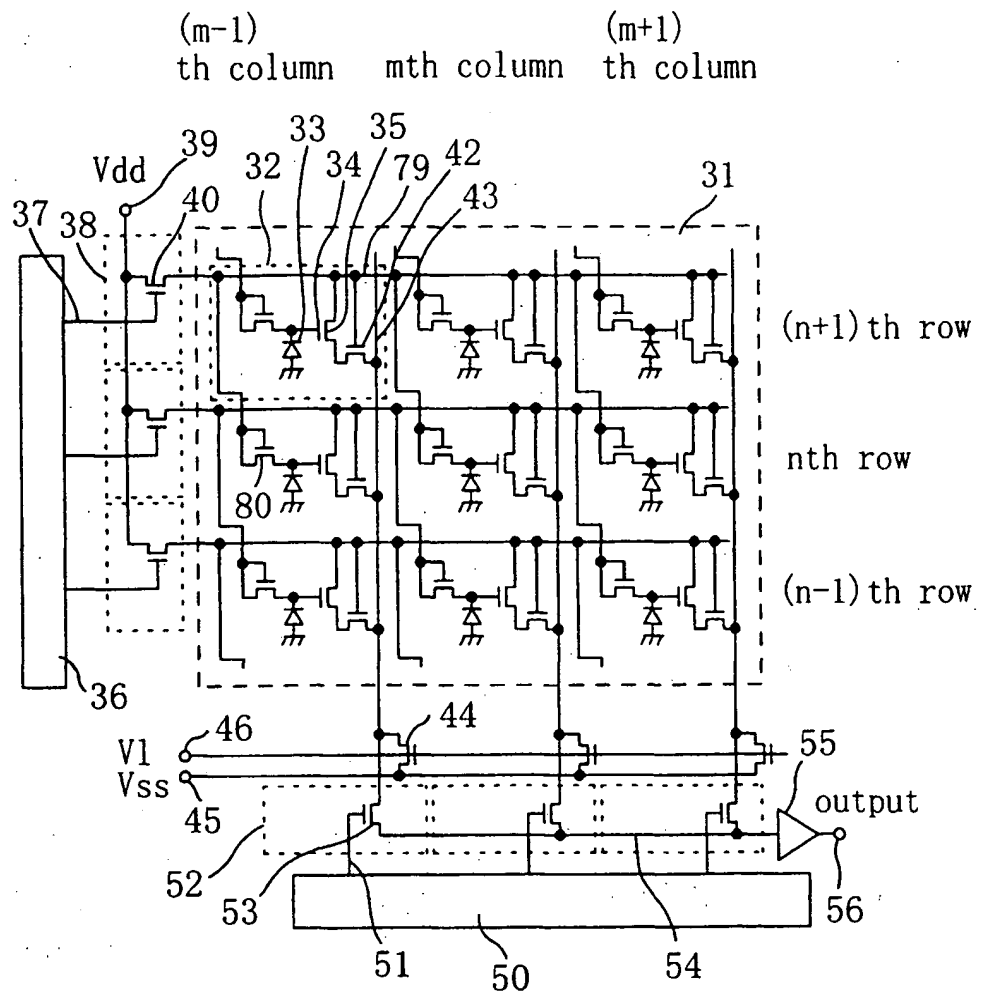 (m-1)
th column
mth column
(m+1)
th column
Vdd
39
33
35
42
32
34
79
43
31
40
37
38
(n+1)th row
nth row
80
(n-1)th row
36
46
44
V1
Vss
45
55
output
52
53
56
51
50
54